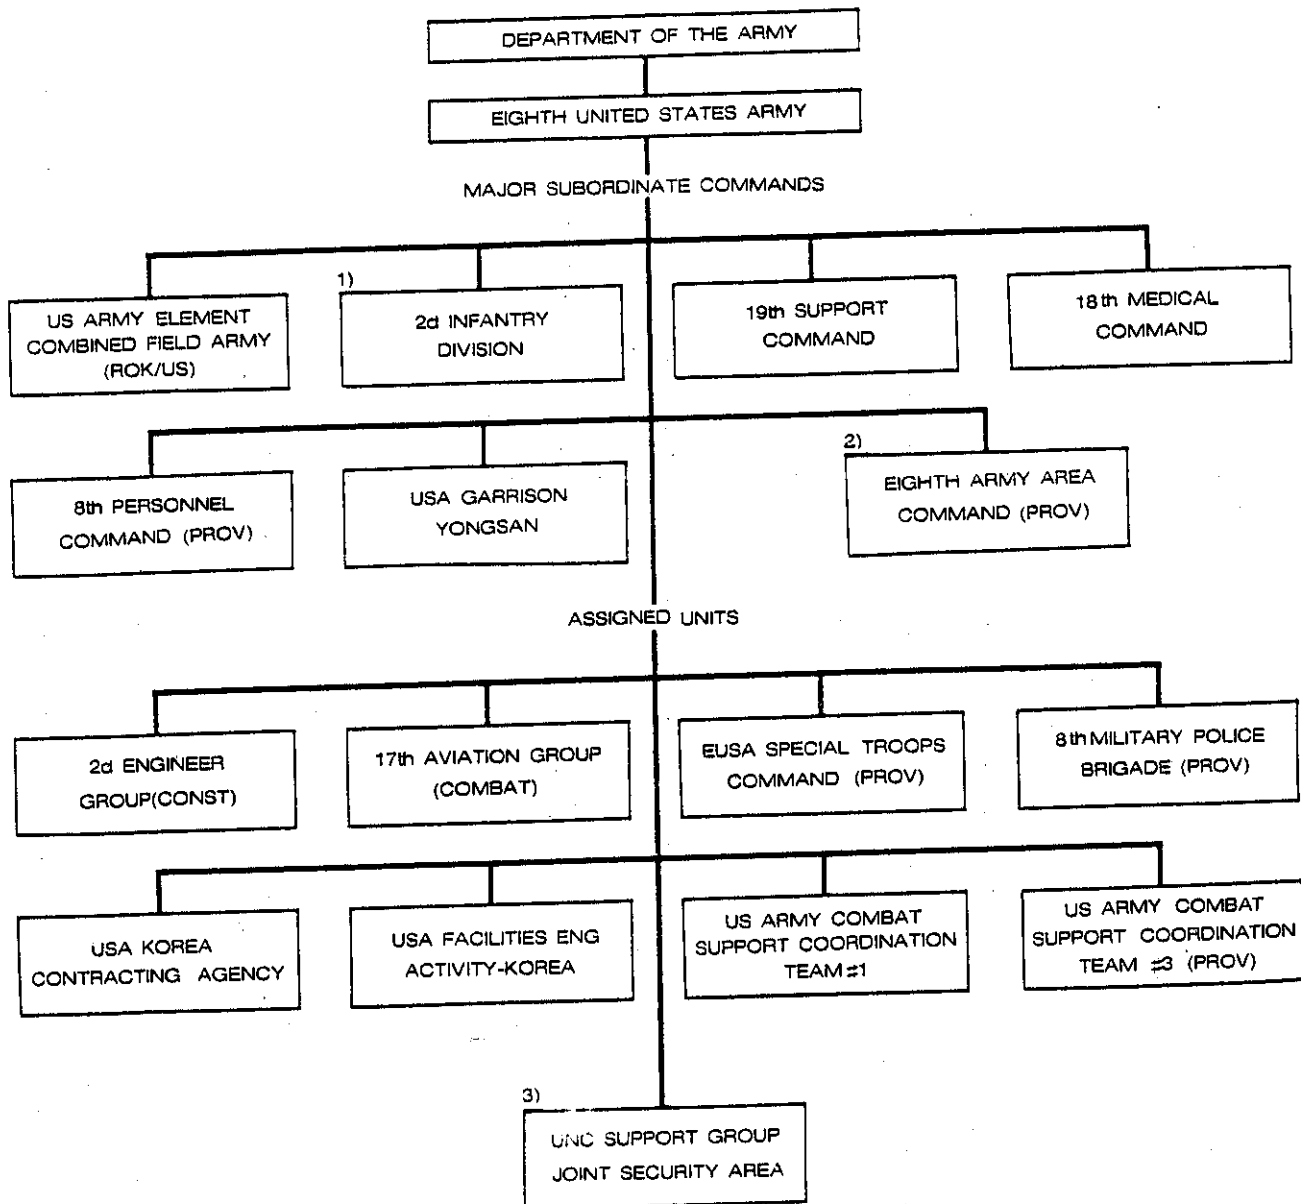 DEPARTMENT OF THE ARMY
EIGHTH UNITED STATES ARMY
MAJOR SUBORDINATE COMMANDS
US ARMY ELEMENT
COMBINED FIELD ARMY
(ROK/US)
1)
2d INFANTRY
DIVISION
19th SUPPORT
COMMAND
18th MEDICAL
COMMAND
8th PERSONNEL
COMMAND (PROV)
USA GARRISON
YONGSAN
2)
EIGHTH ARMY AREA
COMMAND (PROV)
ASSIGNED UNITS
2d ENGINEER
GROUP(CONST)
17th AVIATION GROUP
(COMBAT)
EUSA SPECIAL TROOPS
COMMAND (PROV)
8th MILITARY POLICE
BRIGADE (PROV)
USA KOREA
CONTRACTING AGENCY
USA FACILITIES ENG
ACTIVITY-KOREA
US ARMY COMBAT
SUPPORT COORDINATION
TEAM #1
US ARMY COMBAT
SUPPORT COORDINATION
TEAM #3 (PROV)
3)
UNC SUPPORT GROUP
JOINT SECURITY AREA